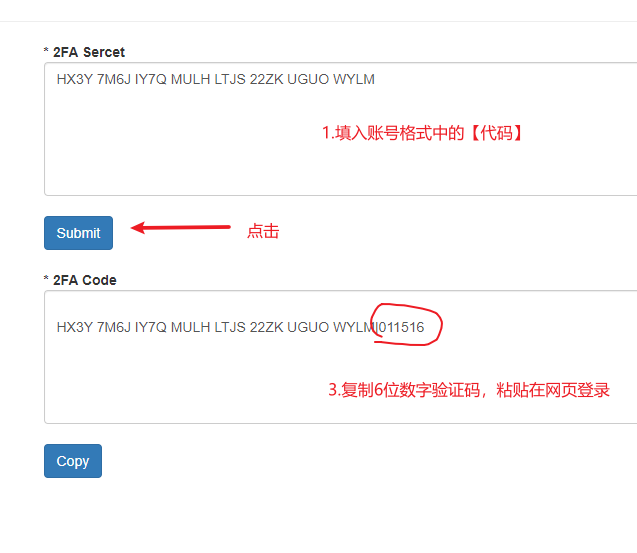 * 2FA Sercet
HX3Y 7M6J IY7Q MULH LTJS 22ZK UGUO WYLM
1.填入账号格式中的【代码】
Submit
点击
* 2FA Code
HX3Y 7M6J IY7Q MULH LTJS 22ZK UGUO WYLM|011516
3.复制6位数字验证码，粘贴在网页登录
Copy